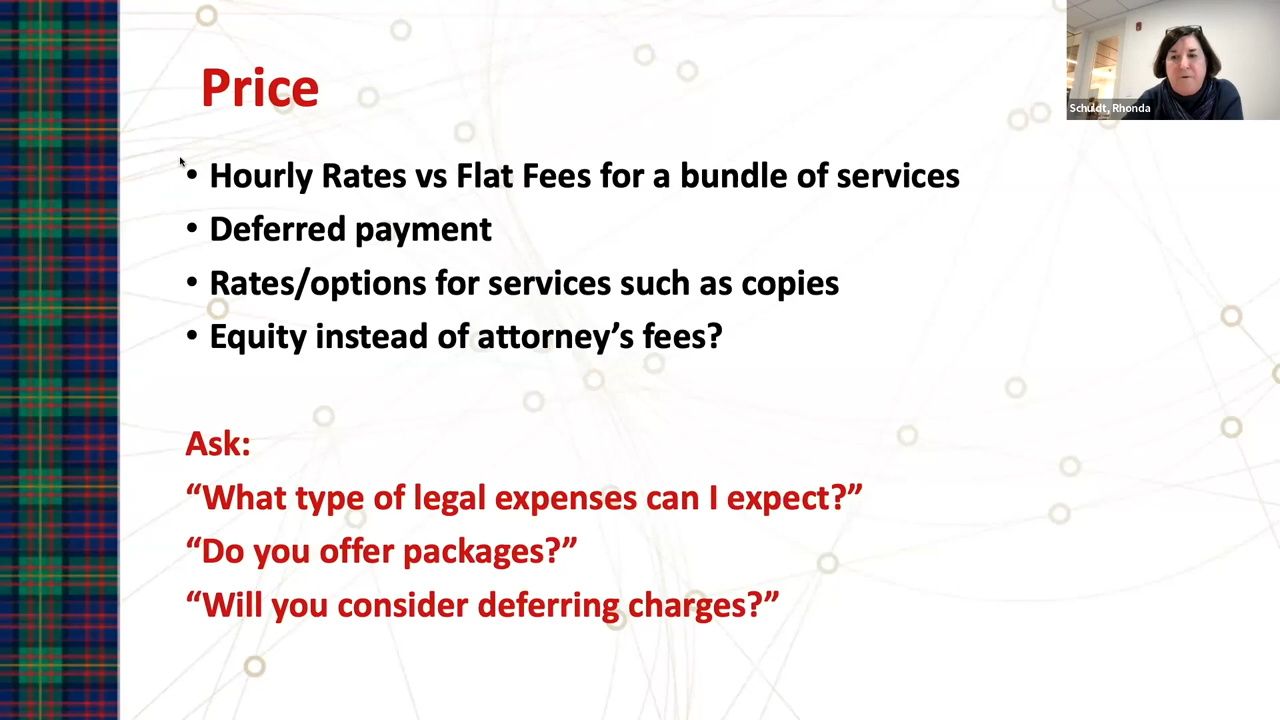 Price
Schuldt, Rhonda
• Hourly Rates vs Flat Fees for a bundle of services
• Deferred payment
• Rates/options for services such as copies
• Equity instead of attorney’s fees?
Ask:
“What type of legal expenses can I expect?”
“Do you offer packages?”
“Will you consider deferring charges?”